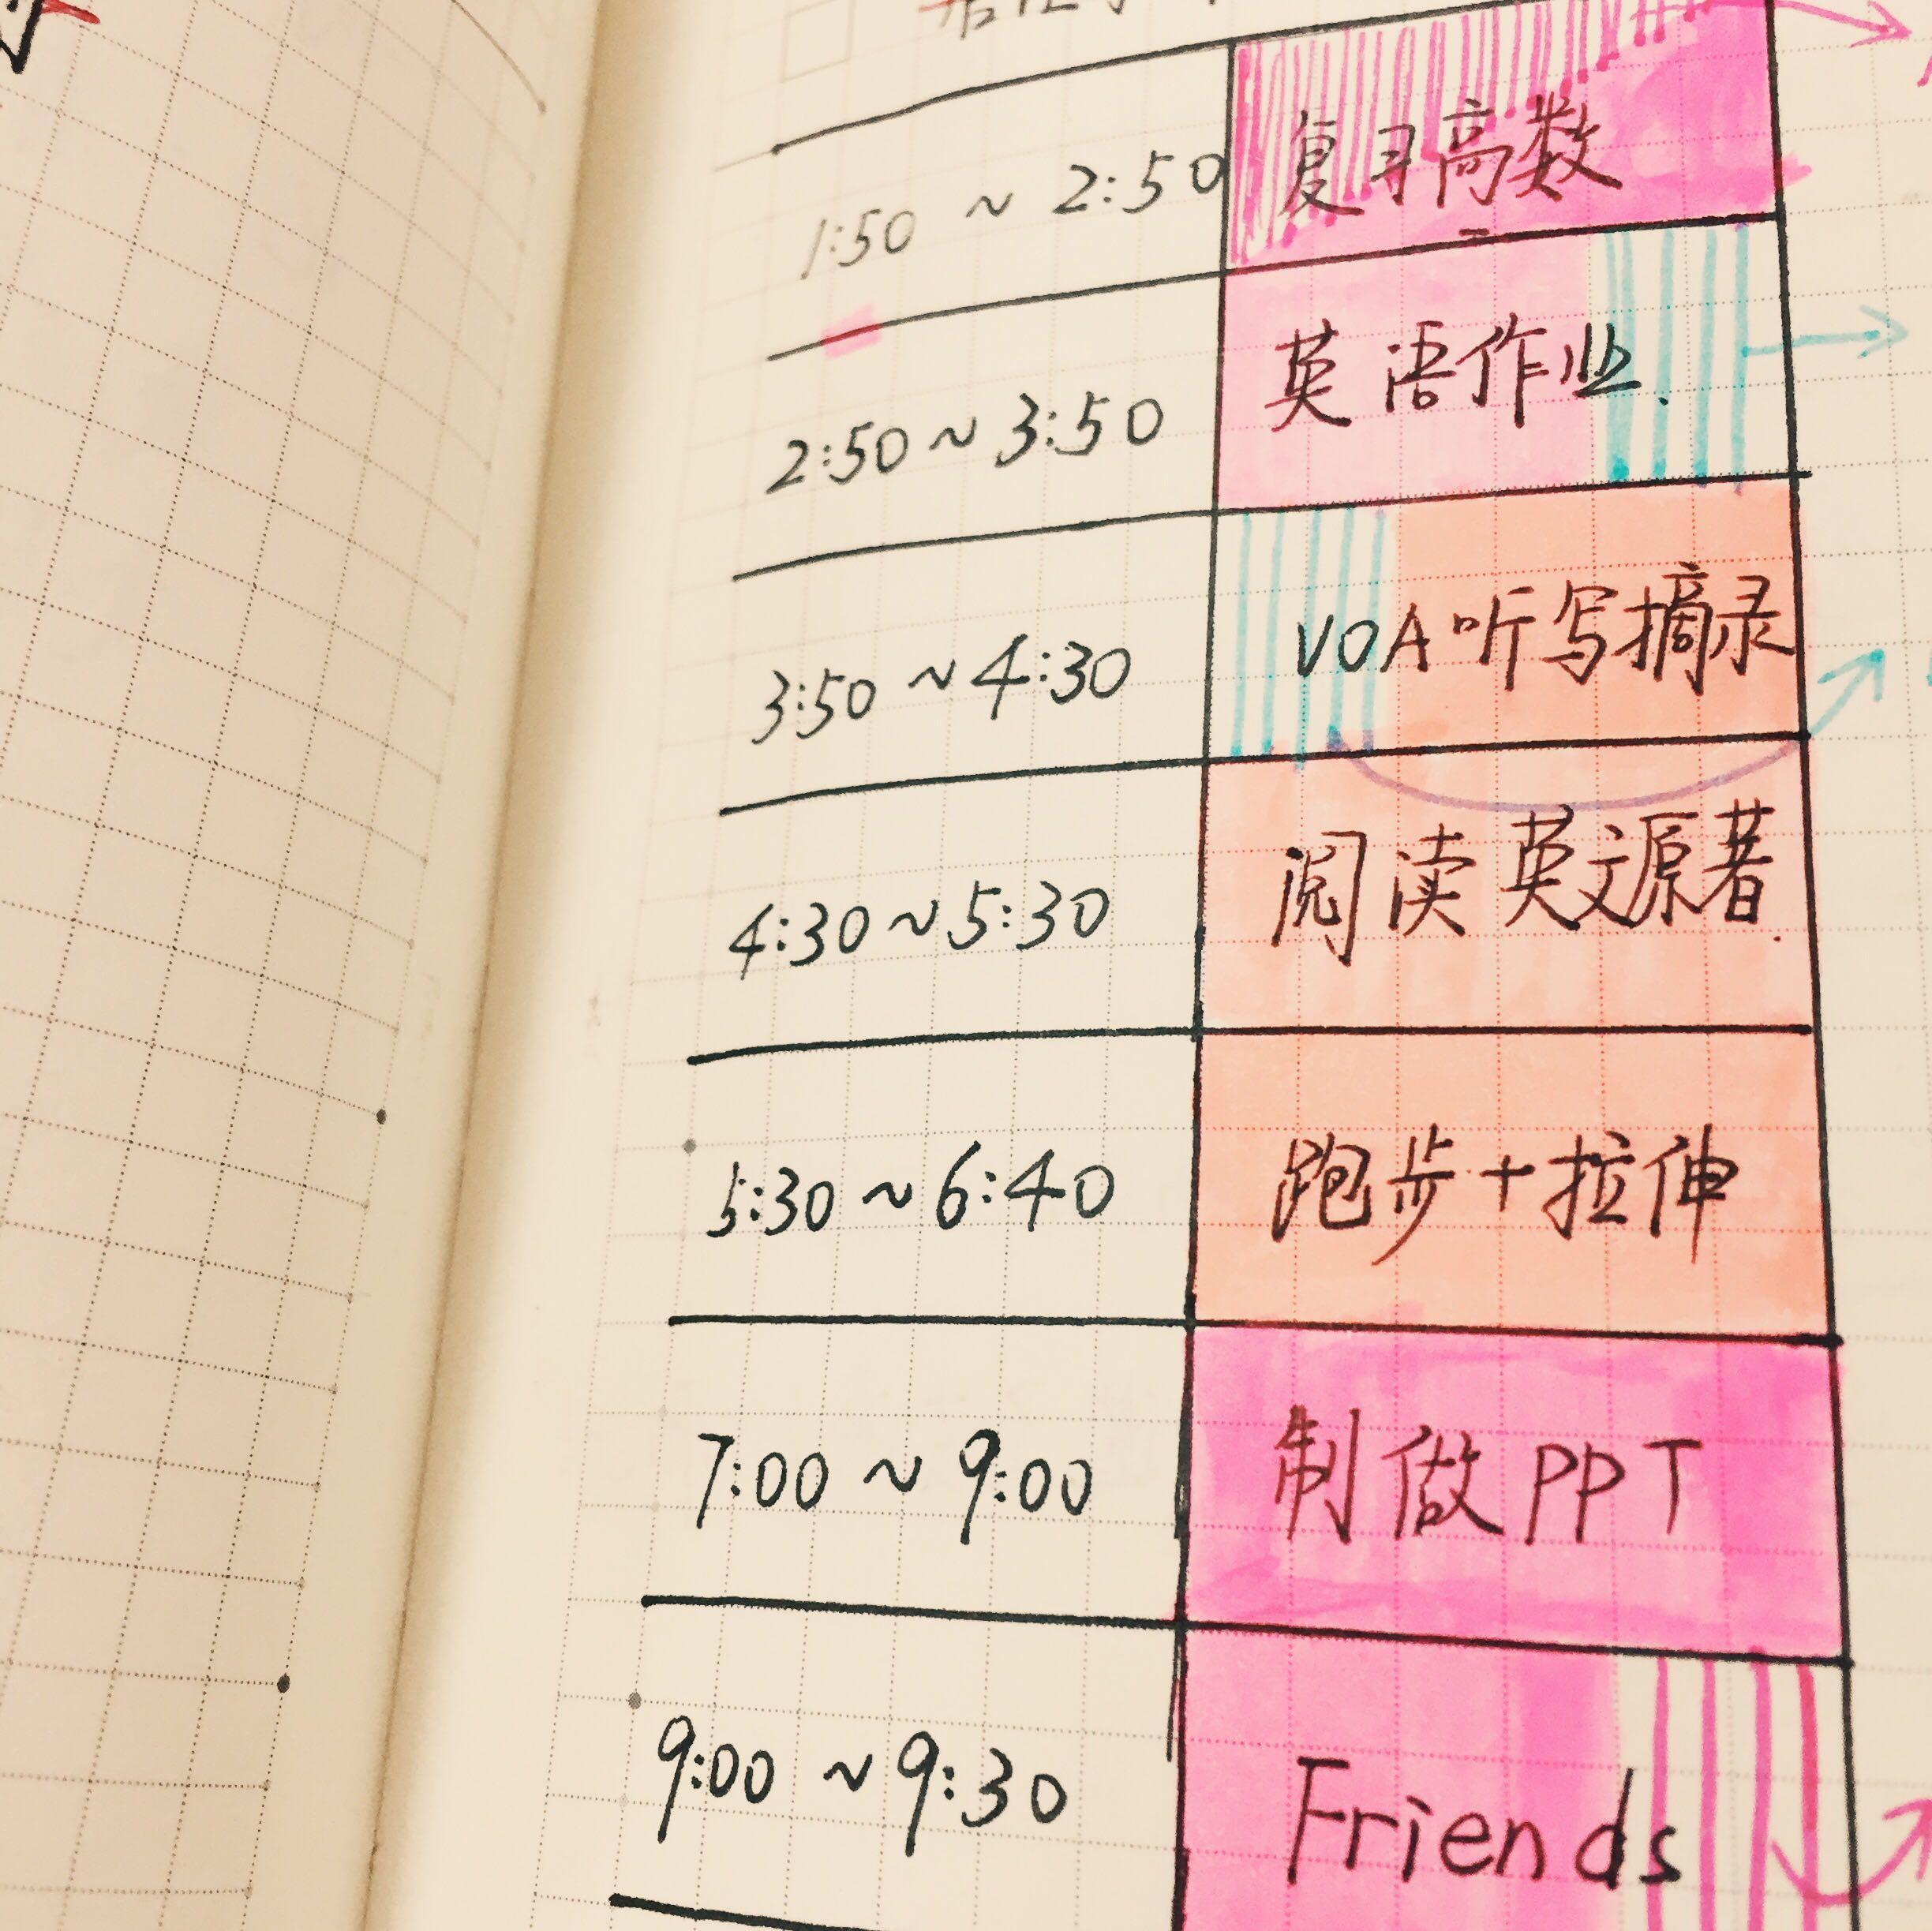 1:50 ~ 2:50 复习高数
2:50 ~ 3:50 英语作业.
3:50 ~ 4:30 VOA听写摘录
4:30 ~ 5:30 阅读英文源著.
5:30 ~ 6:40 跑步+拉伸
7:00 ~ 9:00 制做PPT
9:00 ~ 9:30 Friends